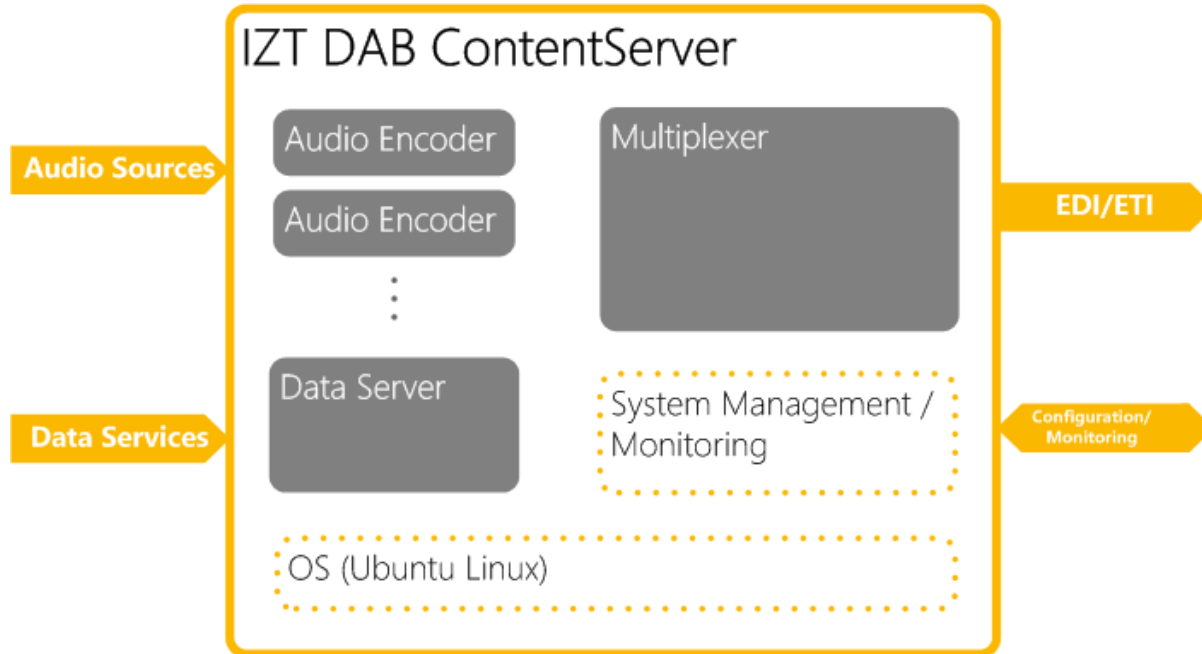 IZT DAB ContentServer
Audio Sources
Audio Encoder
Audio Encoder
Multiplexer
EDI/ETI
Data Services
Data Server
System Management /
Monitoring
Configuration/
Monitoring
OS (Ubuntu Linux)